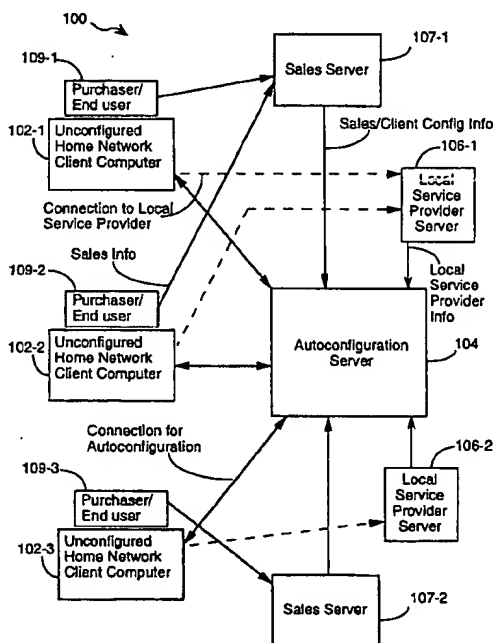 100
107-1
109-1
Sales Server
Purchaser/
End user
102-1
Unconfigured
Home Network
Client Computer
Sales/Client Config Info
106-1
Local
Service
Provider
Server
Connection to Local
Service Provider
109-2
Sales Info
Local
Service
Provider
Info
Purchaser/
End user
102-2
Unconfigured
Home Network
Client Computer
Autoconfiguration
Server
104
Connection for
Autoconfiguration
106-2
109-3
Purchaser/
End user
Local
Service
Provider
Server
102-3
Unconfigured
Home Network
Client Computer
Sales Server
107-2